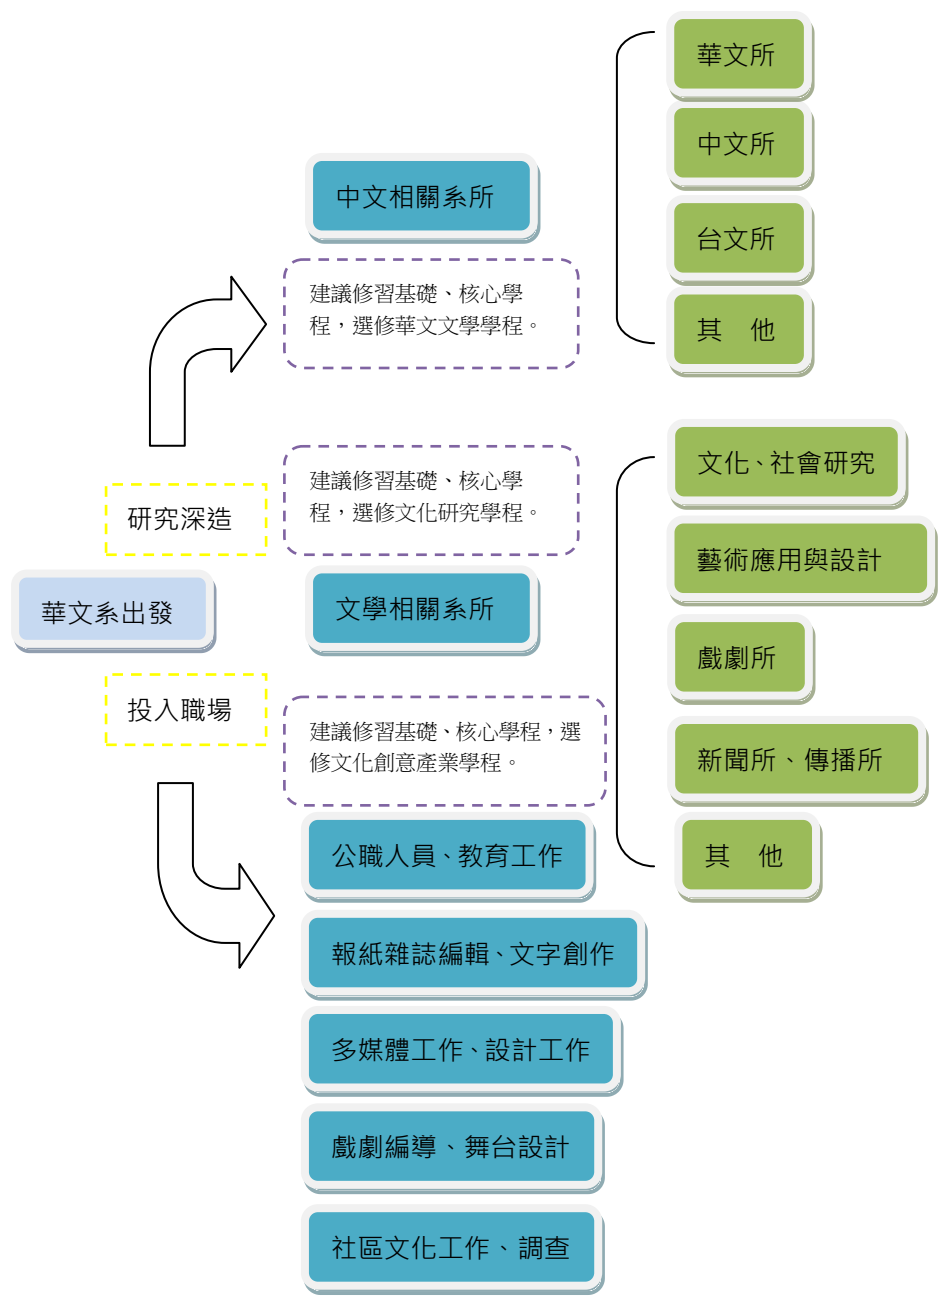 華文系出發
研究深造
中文相關系所
建議修習基礎、核心學
程，選修華文文學學程。
華文所
中文所
台文所
其　他
建議修習基礎、核心學
程，選修文化研究學程。
文學相關系所
文化、社會研究
藝術應用與設計
戲劇所
新聞所、傳播所
其　他
投入職場
建議修習基礎、核心學程，選
修文化創意產業學程。
公職人員、教育工作
報紙雜誌編輯、文字創作
多媒體工作、設計工作
戲劇編導、舞台設計
社區文化工作、調查